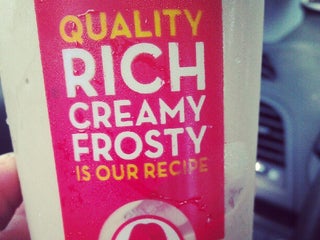 QUALITY
RICH
CREAMY
FROSTY
IS OUR RECIPE